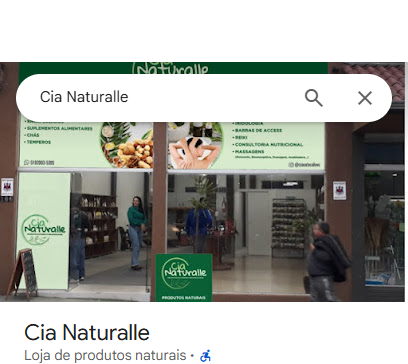 Cia
Naturalle
Cia Naturalle
• SUPLEMENTOS ALIMENTARES
• CHÁS
• TEMPEROS
• BARRAS DE ACCESS
• REIKI
• CONSULTORIA NUTRICIONAL
• MASSAGENS
Cia
Naturalle
Cia
Naturalle
PRODUTOS NATURAIS
Cia Naturalle
Loja de produtos naturais •